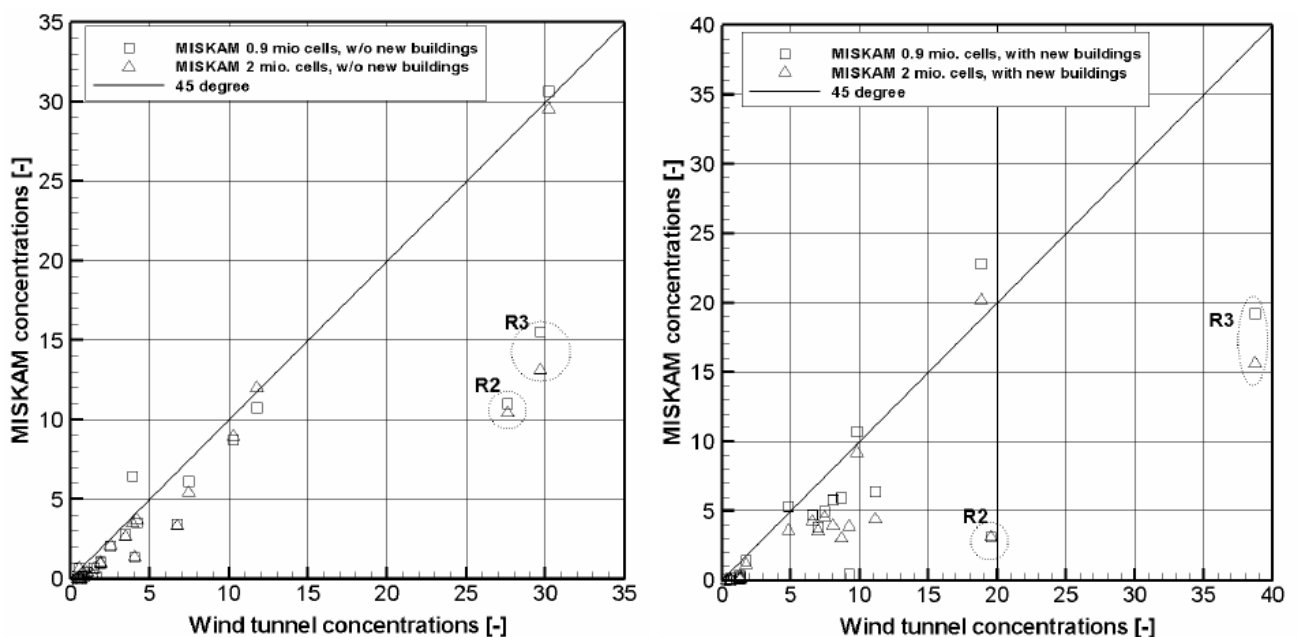 35
30
25
20
15
10
5
0
MISKAM concentrations [-]
MISKAM 0.9 mio cells, w/o new buildings
MISKAM 2 mio. cells, w/o new buildings
45 degree
R3
R2
0 5 10 15 20 25 30 35
Wind tunnel concentrations [-]
40
35
30
25
20
15
10
5
0
MISKAM concentrations [-]
MISKAM 0.9 mio. cells, with new buildings
MISKAM 2 mio. cells, with new buildings
45 degree
R3
R2
0 5 10 15 20 25 30 35 40
Wind tunnel concentrations [-]